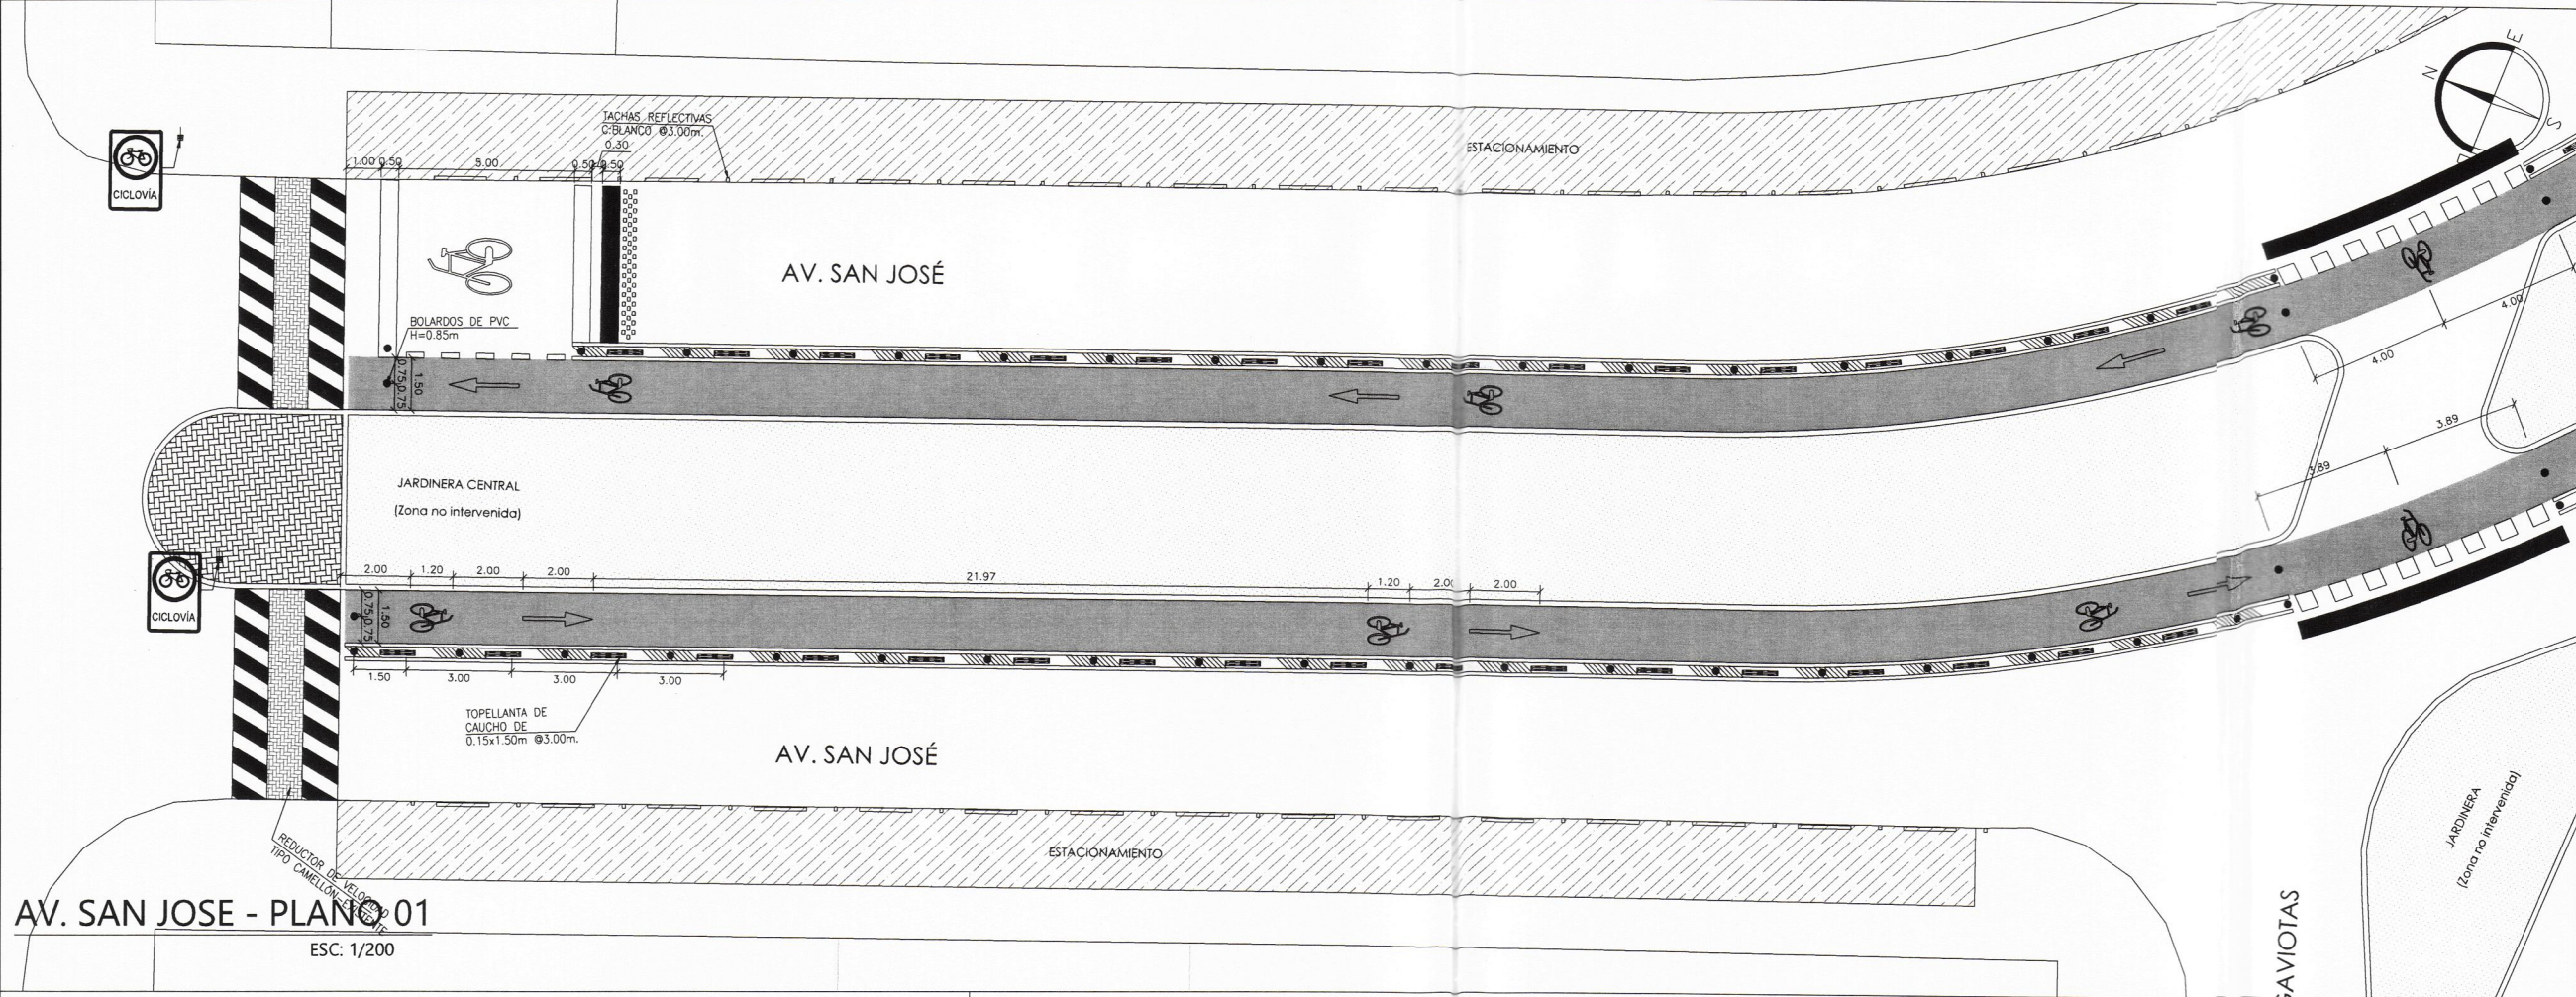 E
N
S
TACHAS REFLECTIVAS
C:BLANCO @3.00m.
0.30
ESTACIONAMIENTO
1.00
0.50
5.00
0.50
0.50
CICLOVÍA
AV. SAN JOSÉ
BOLARDOS DE PVC
H=0.85m
0.75
0.75
1.50
4.00
4.00
3.89
3.89
JARDINERA CENTRAL
(Zona no intervenida)
2.00
1.20
2.00
2.00
21.97
1.20
2.00
2.00
CICLOVÍA
0.75
0.75
1.50
1.50
3.00
3.00
3.00
TOPELLANTA DE
CAUCHO DE
0.15x1.50m @3.00m.
AV. SAN JOSÉ
ESTACIONAMIENTO
REDUCTOR DE VELOCIDAD
TIPO CAMELLÓN-EXISTENTE
JARDINERA
(Zona no intervenida)
GAVIOTAS
AV. SAN JOSE - PLANO 01
ESC: 1/200